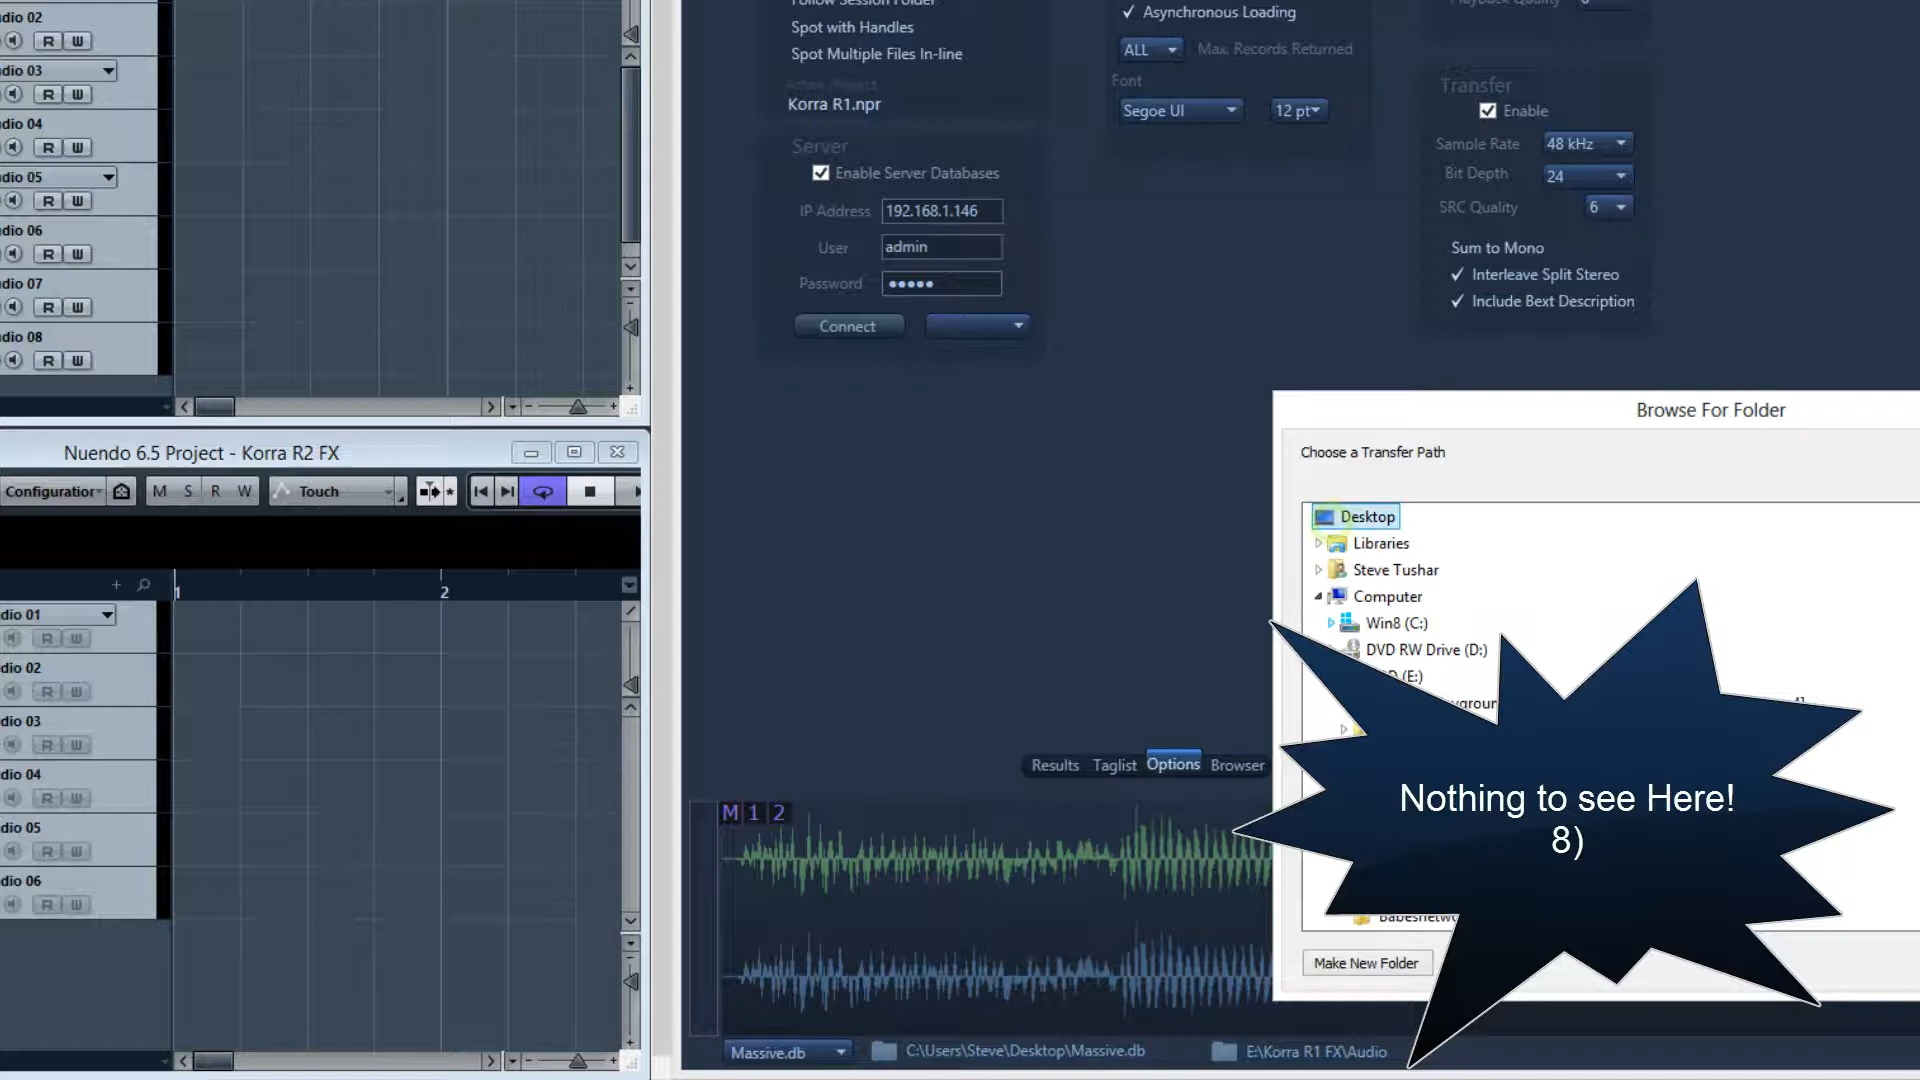 dio 02
R W
dio 03
R W
dio 04
R W
dio 05
R W
dio 06
R W
dio 07
R W
dio 08
R W
Nuendo 6.5 Project - Korra R2 FX
Configuration
M S R W
Touch
1
2
dio 01
R W
dio 02
R W
dio 03
R W
dio 04
R W
dio 05
R W
dio 06
R W
Follow Session Folder
Spot with Handles
Spot Multiple Files In-line
Korra R1.npr
Server
Enable Server Databases
IP Address 192.168.1.146
User admin
Password
Connect
Asynchronous Loading
ALL Max. Records Returned
Font
Segoe UI 12 pt
Playback Quality
Transfer
Enable
Sample Rate 48 kHz
Bit Depth 24
SRC Quality 6
Sum to Mono
Interleave Split Stereo
Include Bext Description
Browse For Folder
Choose a Transfer Path
Desktop
Libraries
Steve Tushar
Computer
Win8 (C:)
DVD RW Drive (D:)
(E:)
Make New Folder
Nothing to see Here!
8)
Results Taglist Options Browser
M 1 2
Massive.db
C:\Users\Steve\Desktop\Massive.db
E:\Korra R1 FX\Audio